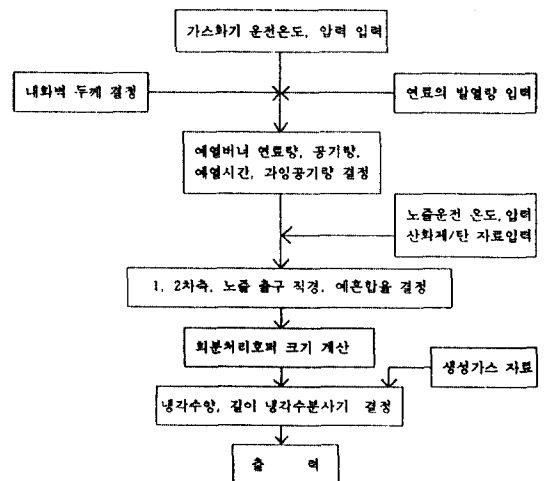 가스화기 운전온도, 압력 입력
내화벽 두께 결정
연료의 발열량 입력
예열버너 연료량, 공기량,
예열시간, 과잉공기량 결정
노즐운전 온도, 압력
산화제/탄 자료입력
1, 2차측, 노즐 출구 직경, 예혼합율 결정
회분처리호퍼 크기 계산
생성가스 자료
냉각수양, 길이 냉각수분사기 결정
출 력